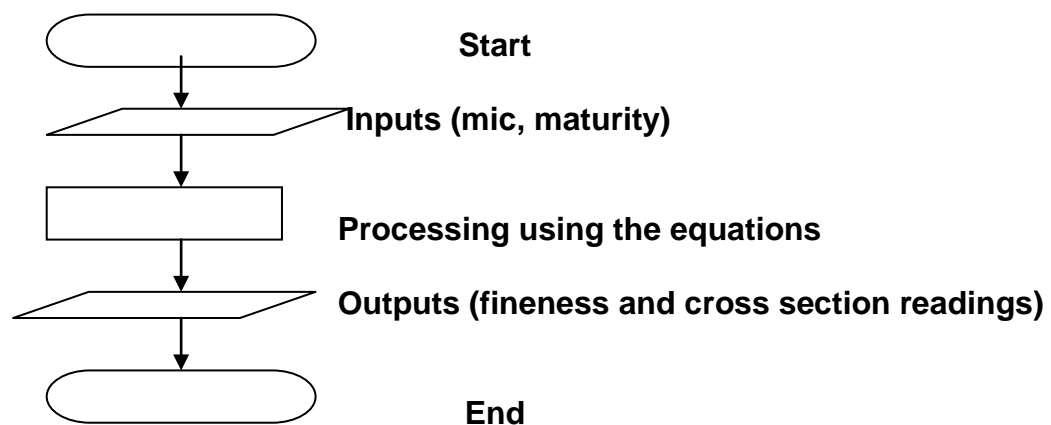 Start
Inputs (mic, maturity)
Processing using the equations
Outputs (fineness and cross section readings)
End